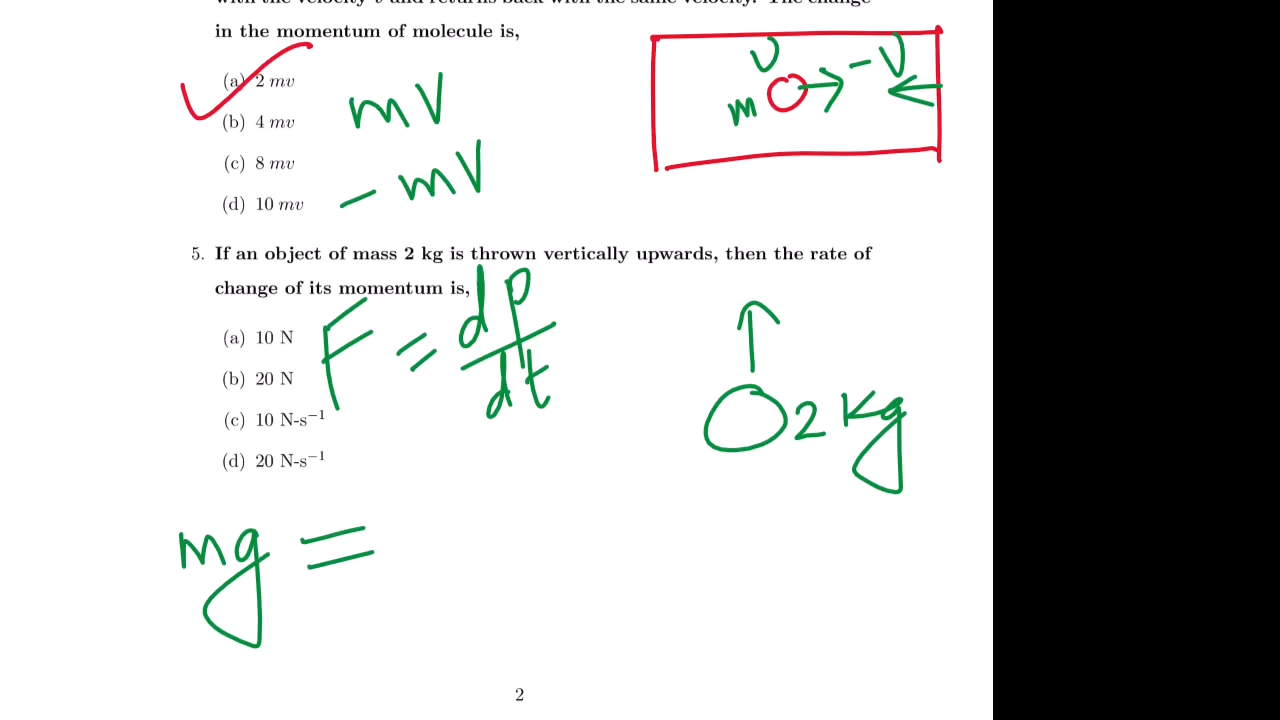 in the momentum of molecule is,
(a) 2 mv
(b) 4 mv
(c) 8 mv
(d) 10 mv
mV
- mV
V
- V
m
5. If an object of mass 2 kg is thrown vertically upwards, then the rate of
change of its momentum is,
(a) 10 N
(b) 20 N
(c) 10 N-s⁻¹
(d) 20 N-s⁻¹
F = dp/dt
2 Kg
mg =
2